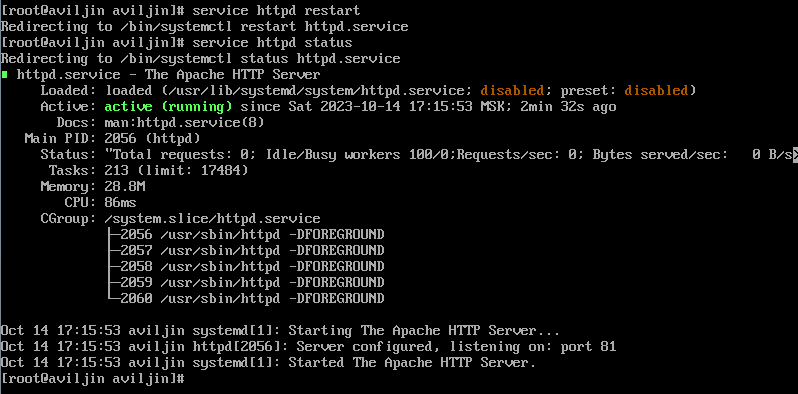 [root@aviljin aviljin]# service httpd restart
Redirecting to /bin/systemctl restart httpd.service
[root@aviljin aviljin]# service httpd status
Redirecting to /bin/systemctl status httpd.service
■ httpd.service - The Apache HTTP Server
     Loaded: loaded (/usr/lib/systemd/system/httpd.service; disabled; preset: disabled)
     Active: active (running) since Sat 2023-10-14 17:15:53 MSK; 2min 32s ago
       Docs: man:httpd.service(8)
   Main PID: 2056 (httpd)
     Status: "Total requests: 0; Idle/Busy workers 100/0;Requests/sec: 0; Bytes served/sec:   0 B/s>
      Tasks: 213 (limit: 17484)
     Memory: 28.8M
        CPU: 86ms
     CGroup: /system.slice/httpd.service
             ├─2056 /usr/sbin/httpd -DFOREGROUND
             ├─2057 /usr/sbin/httpd -DFOREGROUND
             ├─2058 /usr/sbin/httpd -DFOREGROUND
             ├─2059 /usr/sbin/httpd -DFOREGROUND
             └─2060 /usr/sbin/httpd -DFOREGROUND
Oct 14 17:15:53 aviljin systemd[1]: Starting The Apache HTTP Server...
Oct 14 17:15:53 aviljin httpd[2056]: Server configured, listening on: port 81
Oct 14 17:15:53 aviljin systemd[1]: Started The Apache HTTP Server.
[root@aviljin aviljin]#